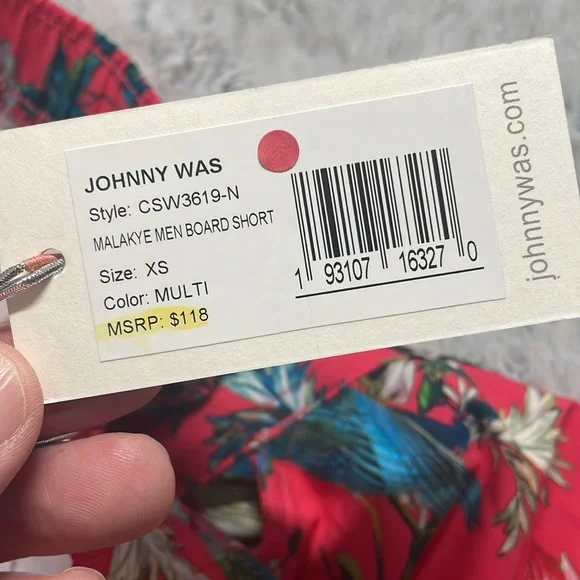 JOHNNY WAS
Style: CSW3619-N
MALAKYE MEN BOARD SHORT
Size: XS
Color: MULTI
MSRP: $118
1 93107 16327 0
johnnywas.com